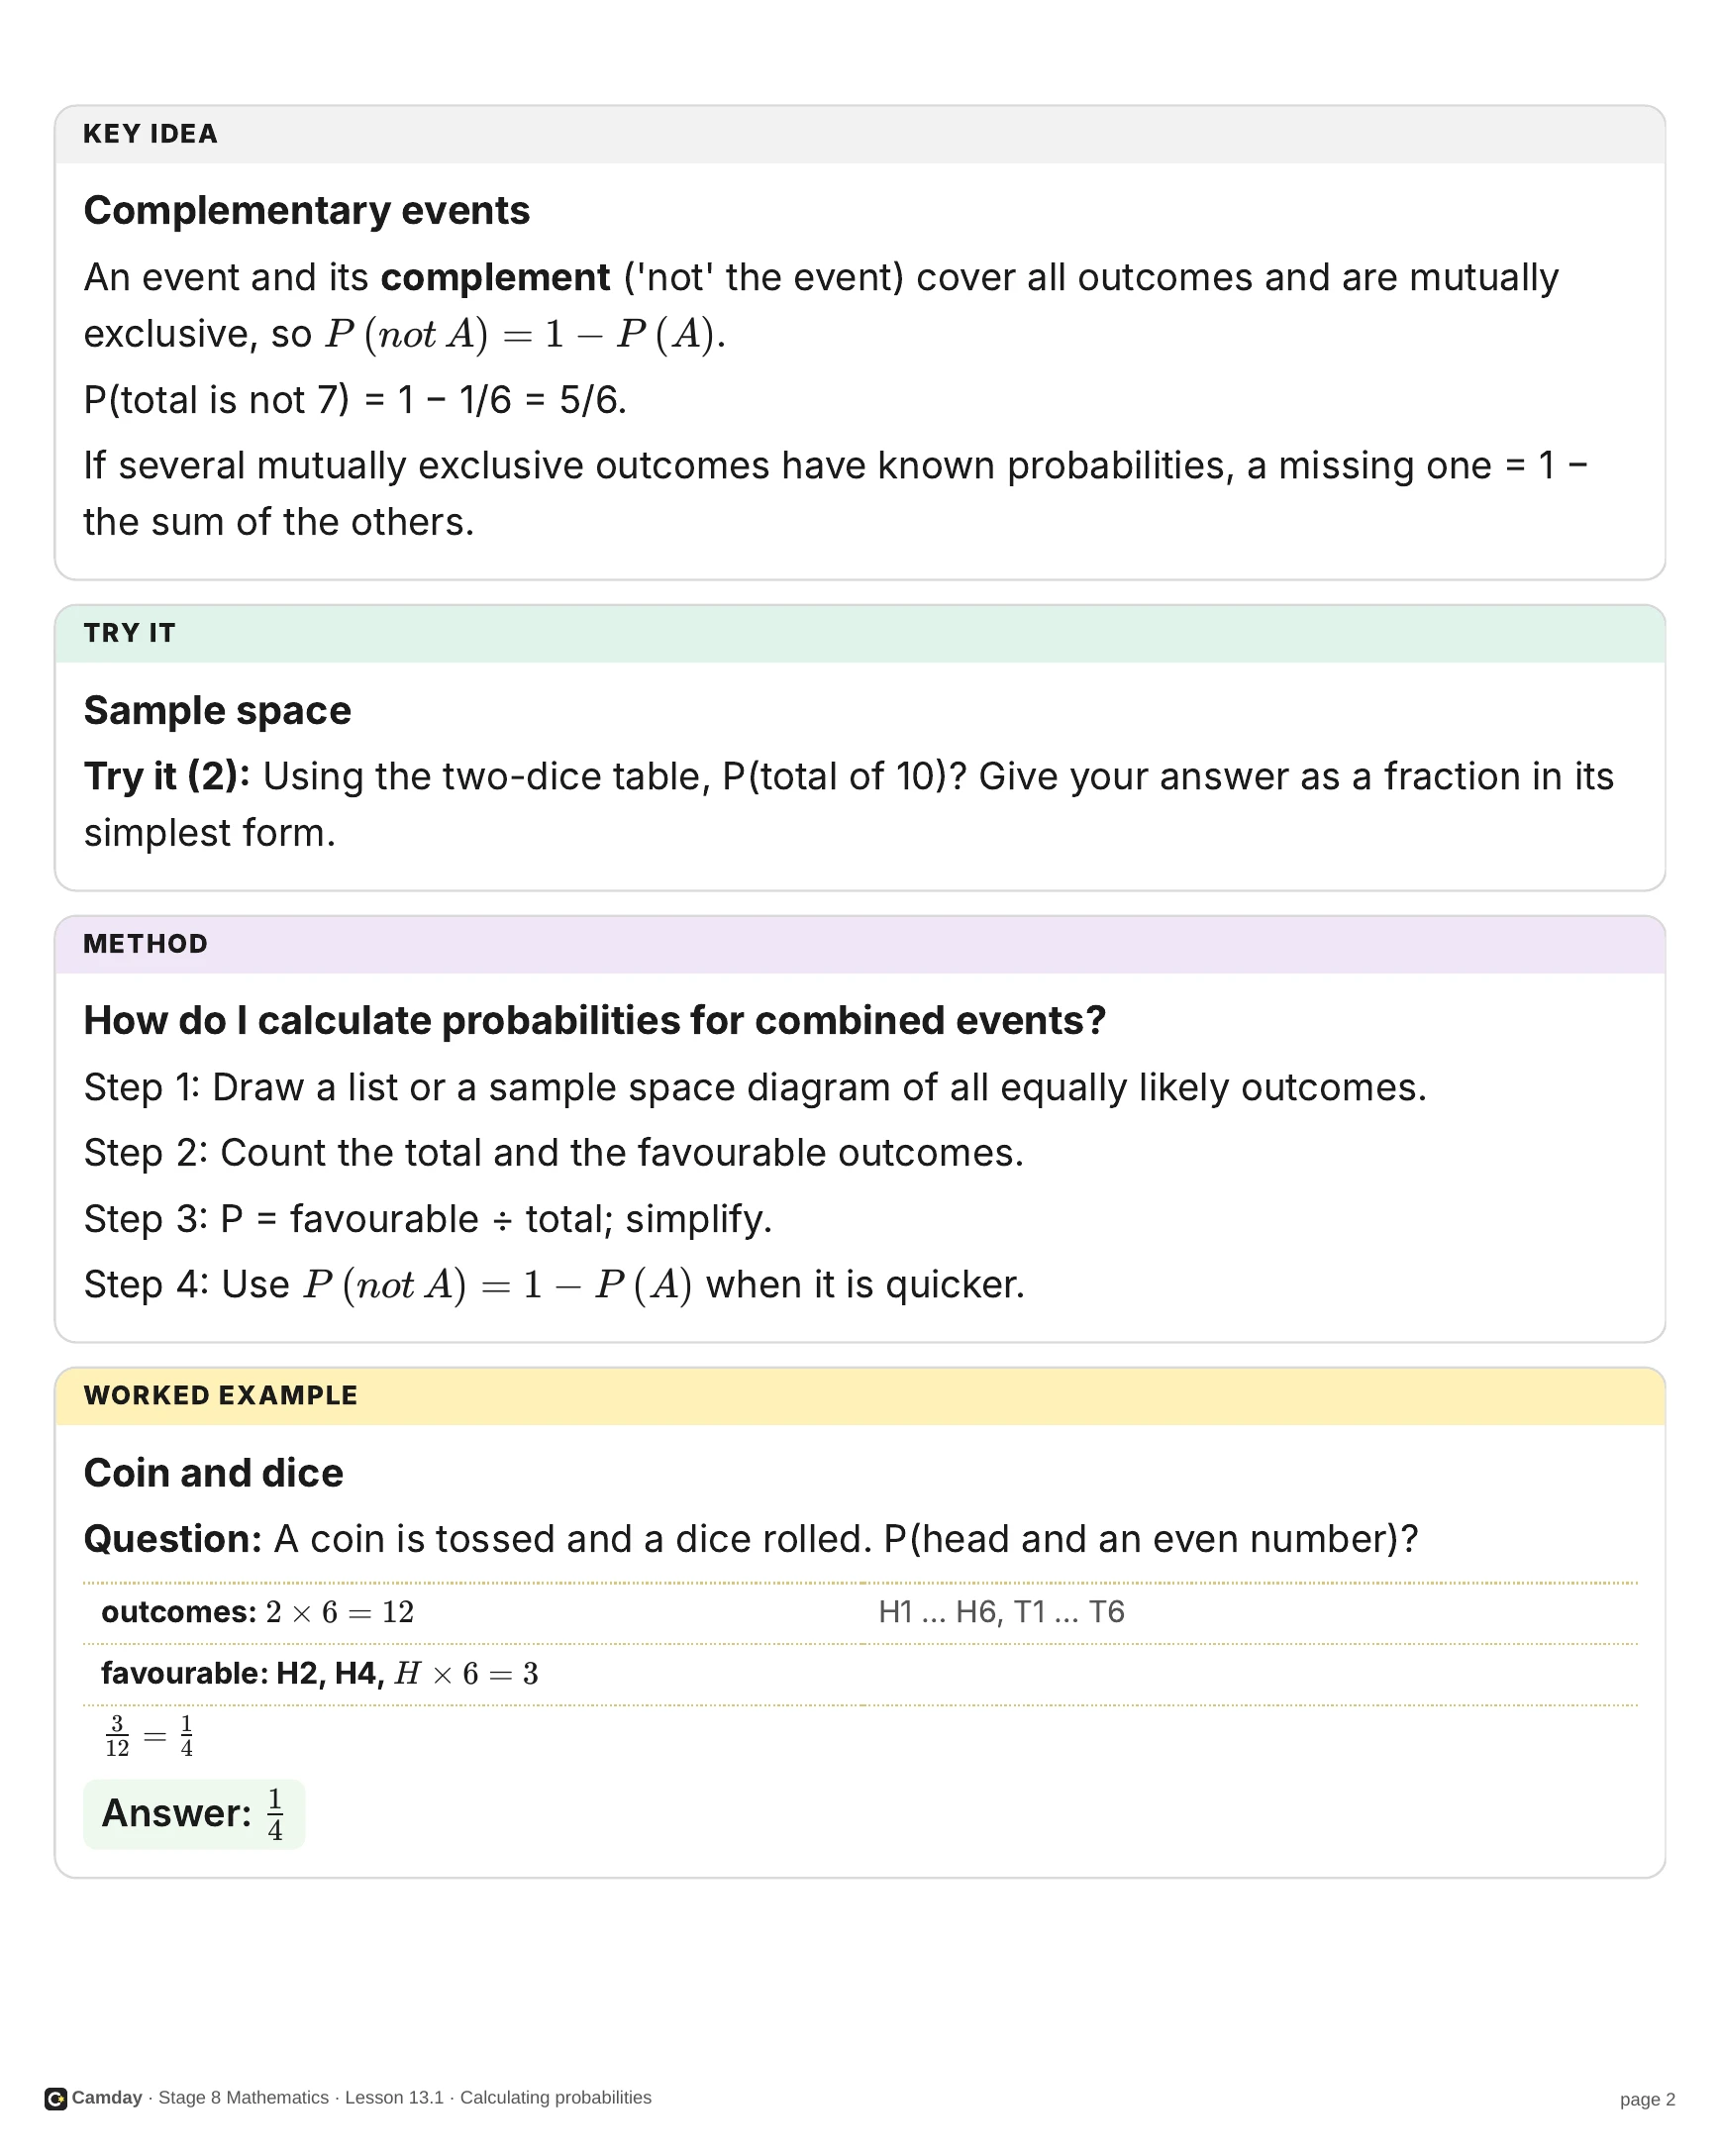 KEY IDEA
Complementary events
An event and its complement ('not' the event) cover all outcomes and are mutually
exclusive, so P (not A) = 1 − P (A).
P(total is not 7) = 1 − 1/6 = 5/6.
If several mutually exclusive outcomes have known probabilities, a missing one = 1 −
the sum of the others.
TRY IT
Sample space
Try it (2): Using the two-dice table, P(total of 10)? Give your answer as a fraction in its
simplest form.
METHOD
How do I calculate probabilities for combined events?
Step 1: Draw a list or a sample space diagram of all equally likely outcomes.
Step 2: Count the total and the favourable outcomes.
Step 3: P = favourable ÷ total; simplify.
Step 4: Use P (not A) = 1 − P (A) when it is quicker.
WORKED EXAMPLE
Coin and dice
Question: A coin is tossed and a dice rolled. P(head and an even number)?
outcomes: 2 × 6 = 12 H1 ... H6, T1 ... T6
favourable: H2, H4, H × 6 = 3
3/12 = 1/4
Answer: 1/4
Camday · Stage 8 Mathematics · Lesson 13.1 · Calculating probabilities page 2